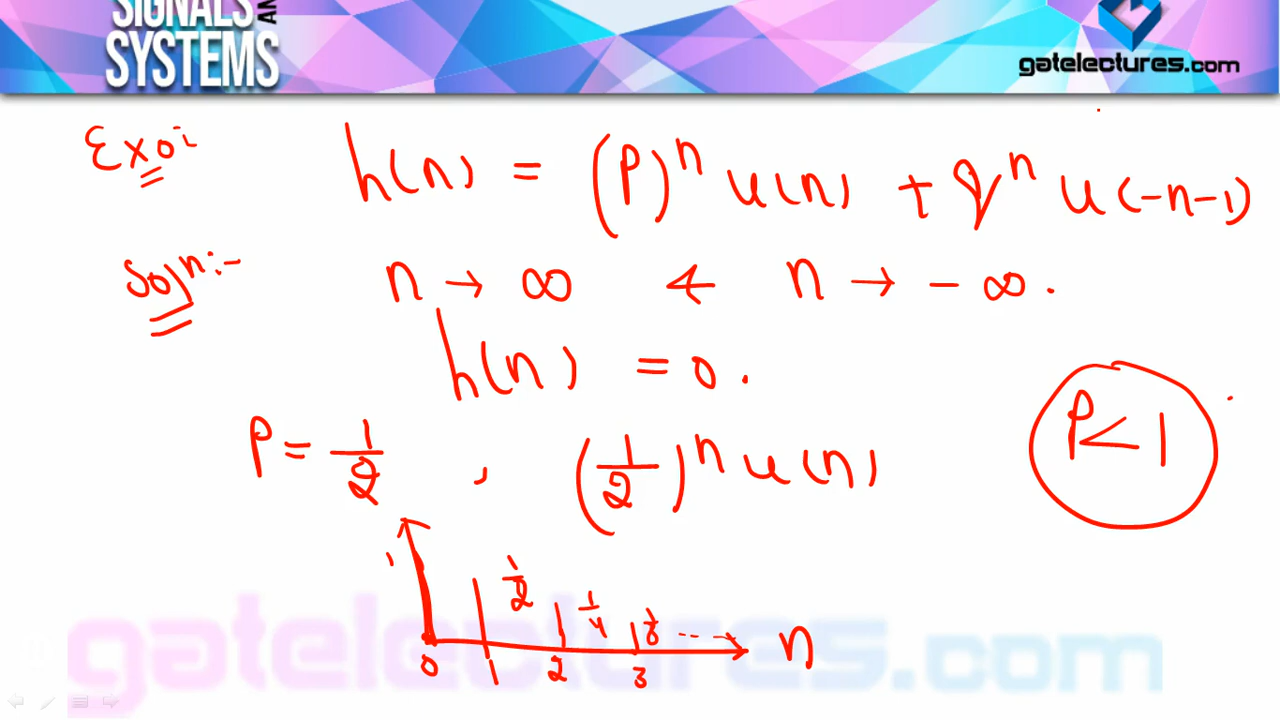 SIGNALS AN
SYSTEMS
gatelectures.com
Exo:
h(n) = (P)^n u(n) + q^n u(-n-1)
Soln:-
n → ∞ & n → - ∞.
h(n) = 0.
P < 1
P = 1/2 , (1/2)^n u(n)
1 1/2 1/4 1/8 ---
0 1 2 3 n
gatelectures.com